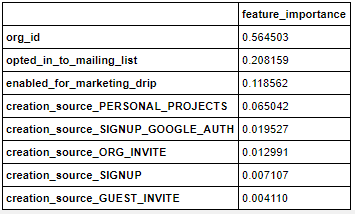 feature_importance
org_id 0.564503
opted_in_to_mailing_list 0.208159
enabled_for_marketing_drip 0.118562
creation_source_PERSONAL_PROJECTS 0.065042
creation_source_SIGNUP_GOOGLE_AUTH 0.019527
creation_source_ORG_INVITE 0.012991
creation_source_SIGNUP 0.007107
creation_source_GUEST_INVITE 0.004110